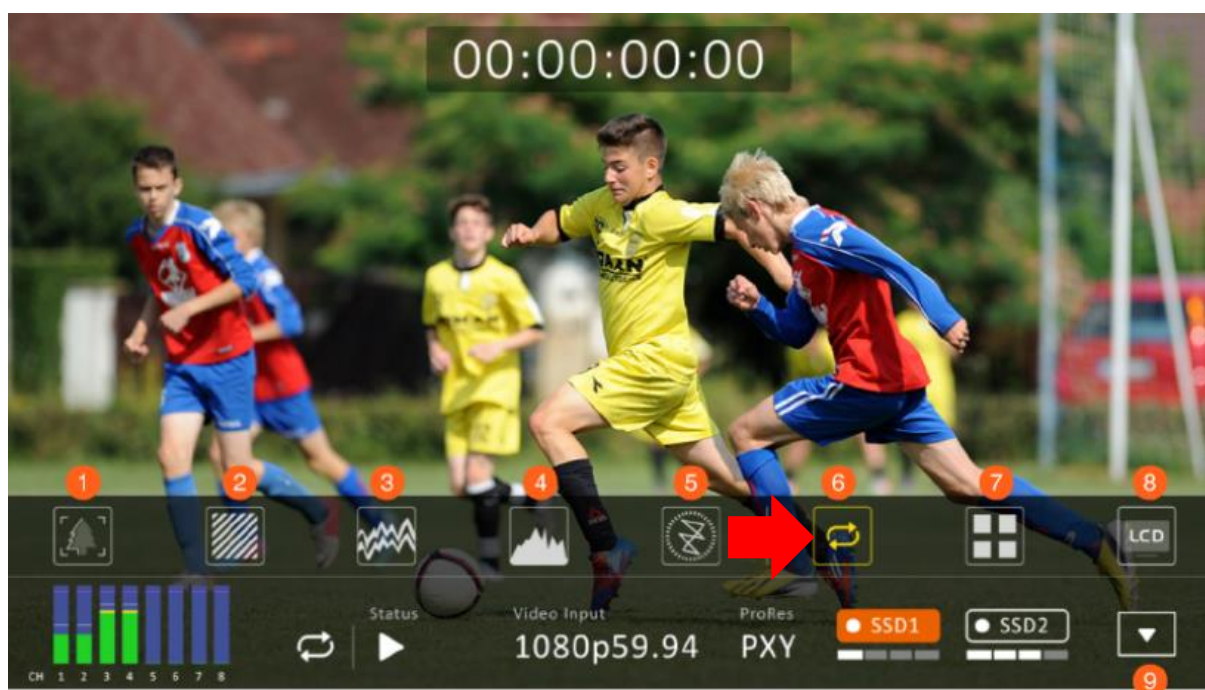 00:00:00:00
1 2 3 4 5 6 7 8
LCD
Status Video Input ProRes
1080p59.94 PXY SSD1 SSD2
CH 1 2 3 4 5 6 7 8
9